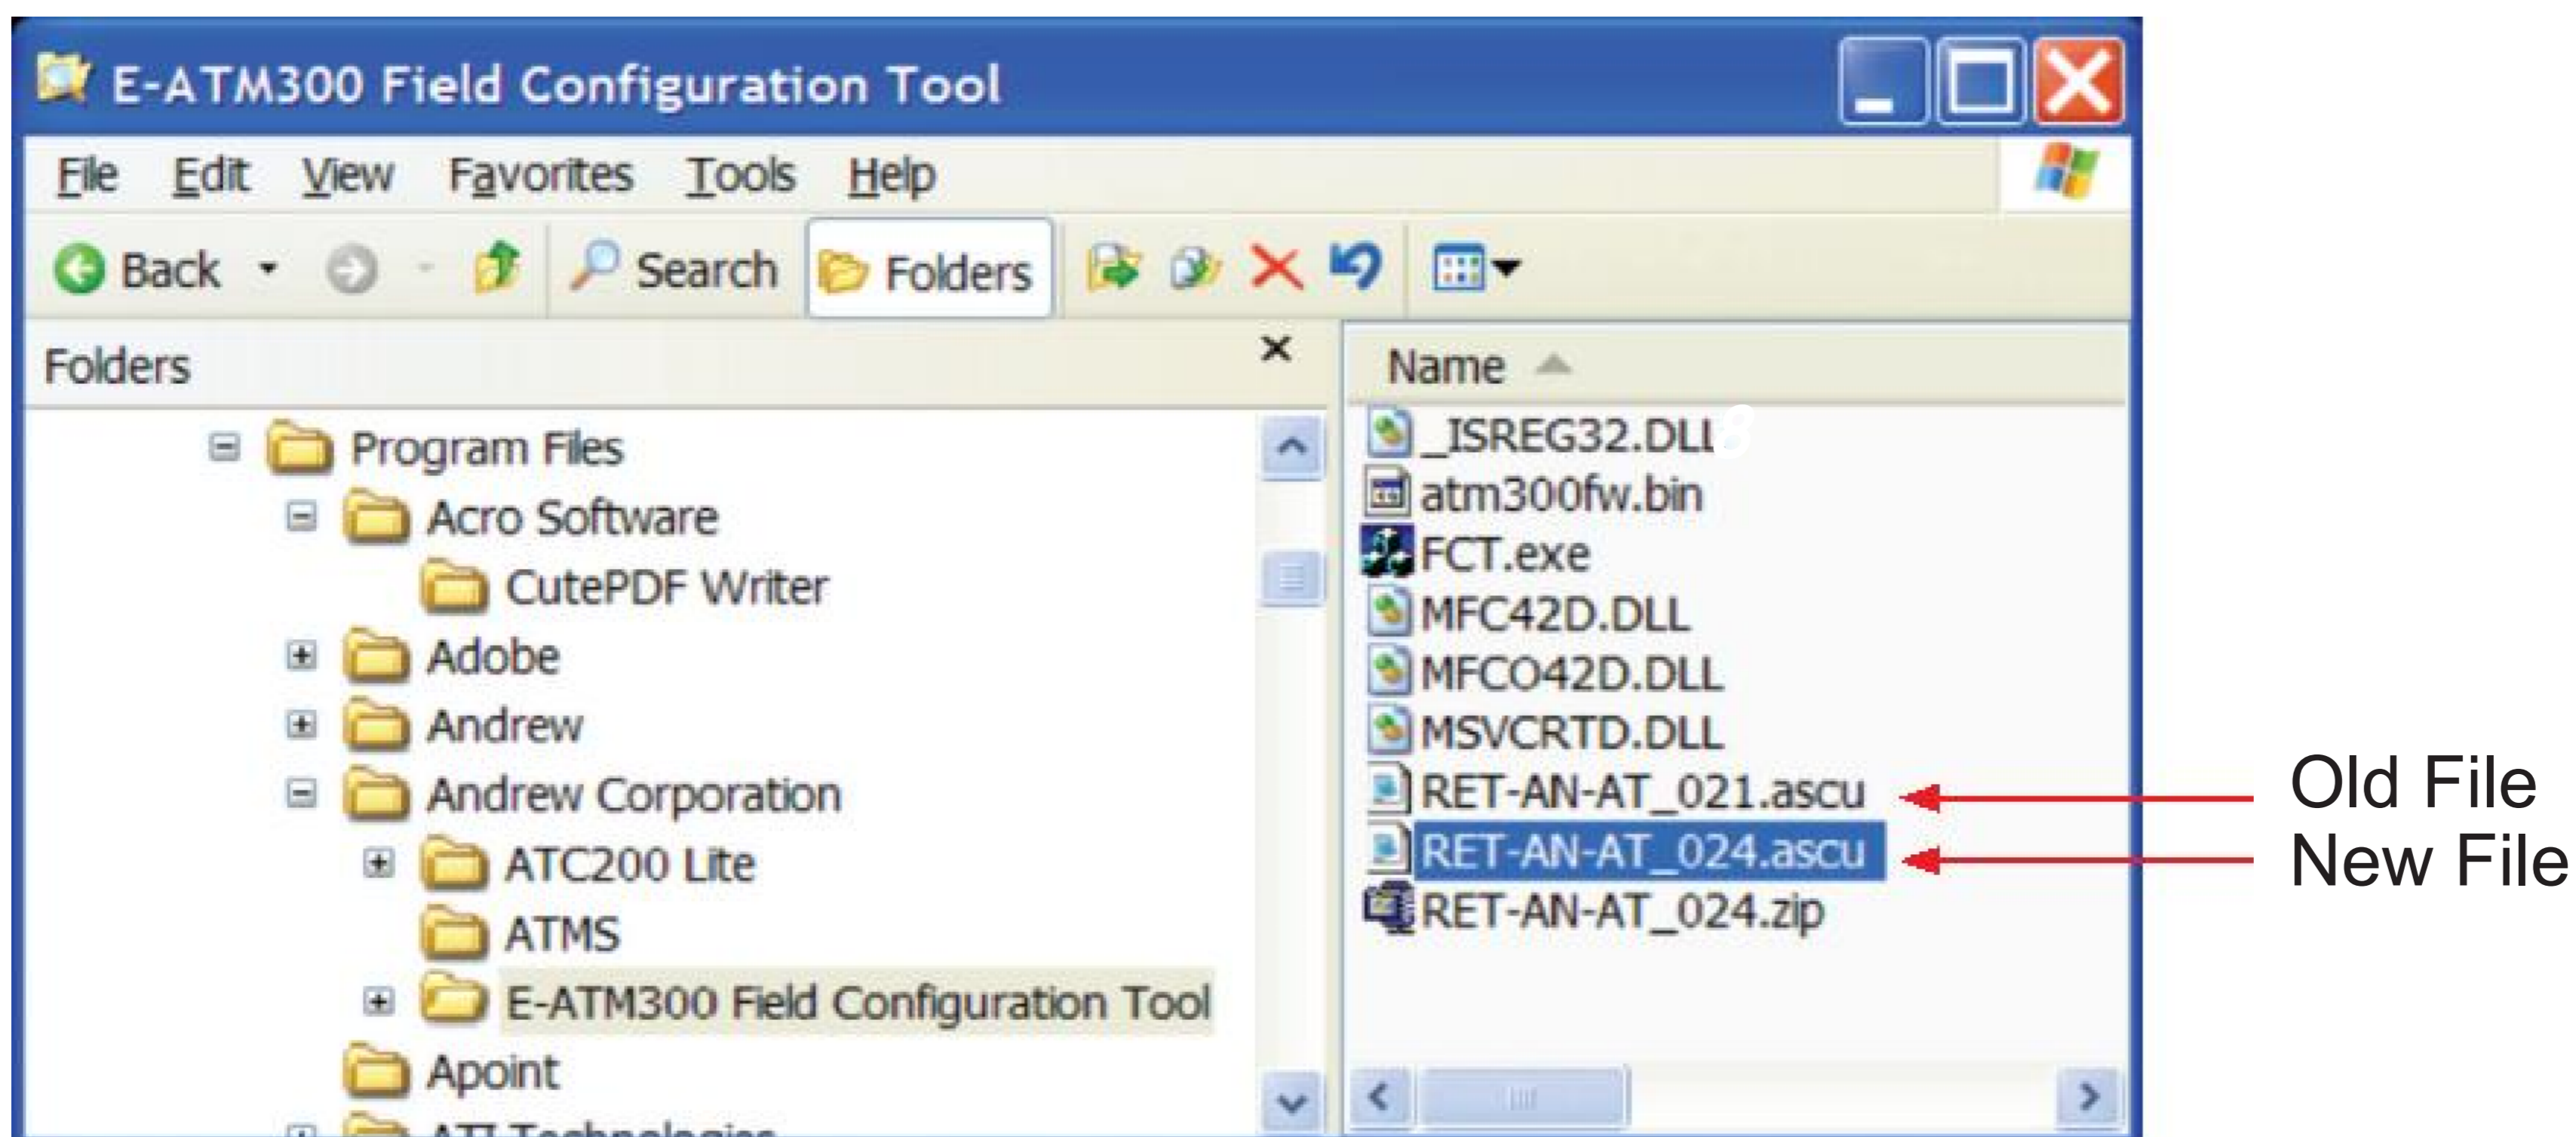 E-ATM300 Field Configuration Tool
File Edit View Favorites Tools Help
Back Search Folders
Folders
Name
Program Files
Acro Software
CutePDF Writer
Adobe
Andrew
Andrew Corporation
ATC200 Lite
ATMS
E-ATM300 Field Configuration Tool
Apoint
ATI Technologies
_ISREG32.DLL
atm300fw.bin
FCT.exe
MFC42D.DLL
MFCO42D.DLL
MSVCRTD.DLL
RET-AN-AT_021.ascu
RET-AN-AT_024.ascu
RET-AN-AT_024.zip
Old File
New File